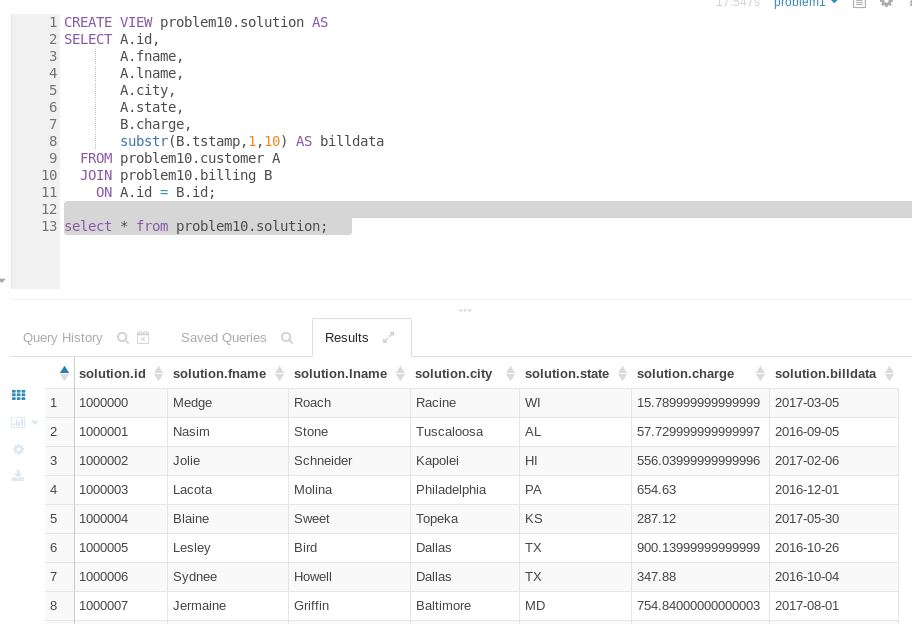 17.547s problem1
1 CREATE VIEW problem10.solution AS
2 SELECT A.id,
3 A.fname,
4 A.lname,
5 A.city,
6 A.state,
7 B.charge,
8 substr(B.tstamp,1,10) AS billdata
9 FROM problem10.customer A
10 JOIN problem10.billing B
11 ON A.id = B.id;
12
13 select * from problem10.solution;
Query History Saved Queries Results
solution.id solution.fname solution.lname solution.city solution.state solution.charge solution.billdata
1 1000000 Medge Roach Racine WI 15.789999999999999 2017-03-05
2 1000001 Nasim Stone Tuscaloosa AL 57.729999999999997 2016-09-05
3 1000002 Jolie Schneider Kapolei HI 556.03999999999996 2017-02-06
4 1000003 Lacota Molina Philadelphia PA 654.63 2016-12-01
5 1000004 Blaine Sweet Topeka KS 287.12 2017-05-30
6 1000005 Lesley Bird Dallas TX 900.13999999999999 2016-10-26
7 1000006 Sydnee Howell Dallas TX 347.88 2016-10-04
8 1000007 Jermaine Griffin Baltimore MD 754.84000000000003 2017-08-01